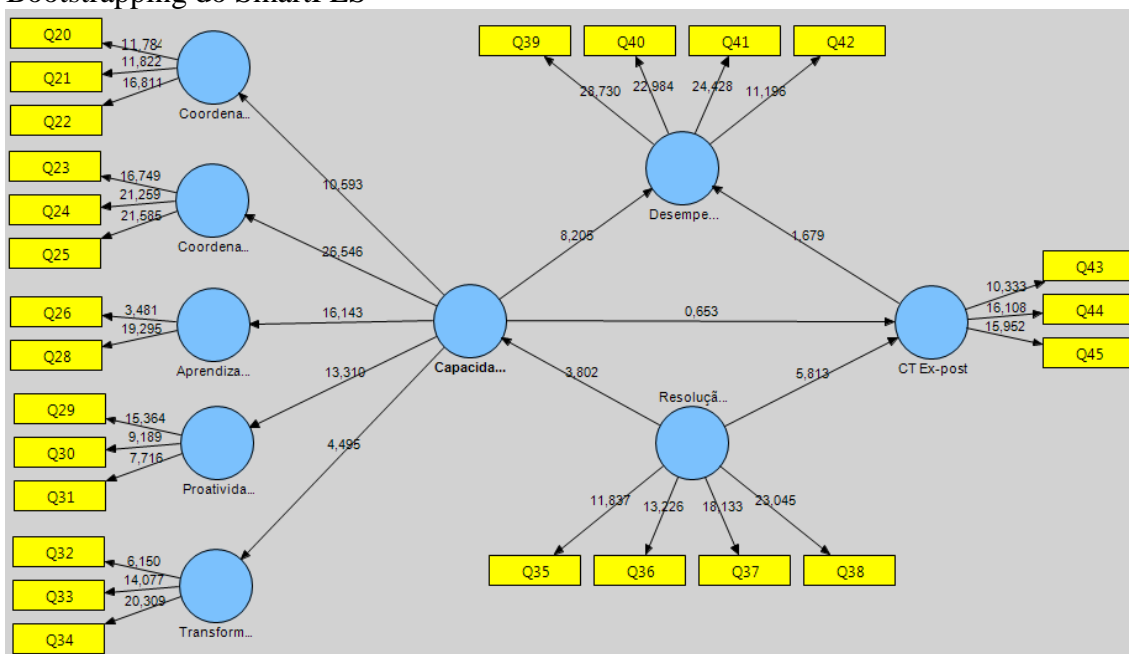 Bootstrapping do SmartPLS
Q20
11,784
Q21
11,822
Q22
16,811
Coordena...
Q23
16,749
Q24
21,259
Q25
21,585
Coordena...
Q26
3,481
Q28
19,295
Aprendiza...
Q29
15,364
Q30
9,189
Q31
7,716
Proativida...
Q32
6,150
Q33
14,077
Q34
20,309
Transform...
10,593
26,546
16,143
13,310
4,495
Capacida...
Q39
Q40
Q41
Q42
28,730
22,984
24,428
11,196
Desempe...
8,205
1,679
0,653
3,802
5,813
Resoluçã...
CT Ex-post
10,333
Q43
16,108
Q44
15,952
Q45
11,837
13,226
18,133
23,045
Q35
Q36
Q37
Q38